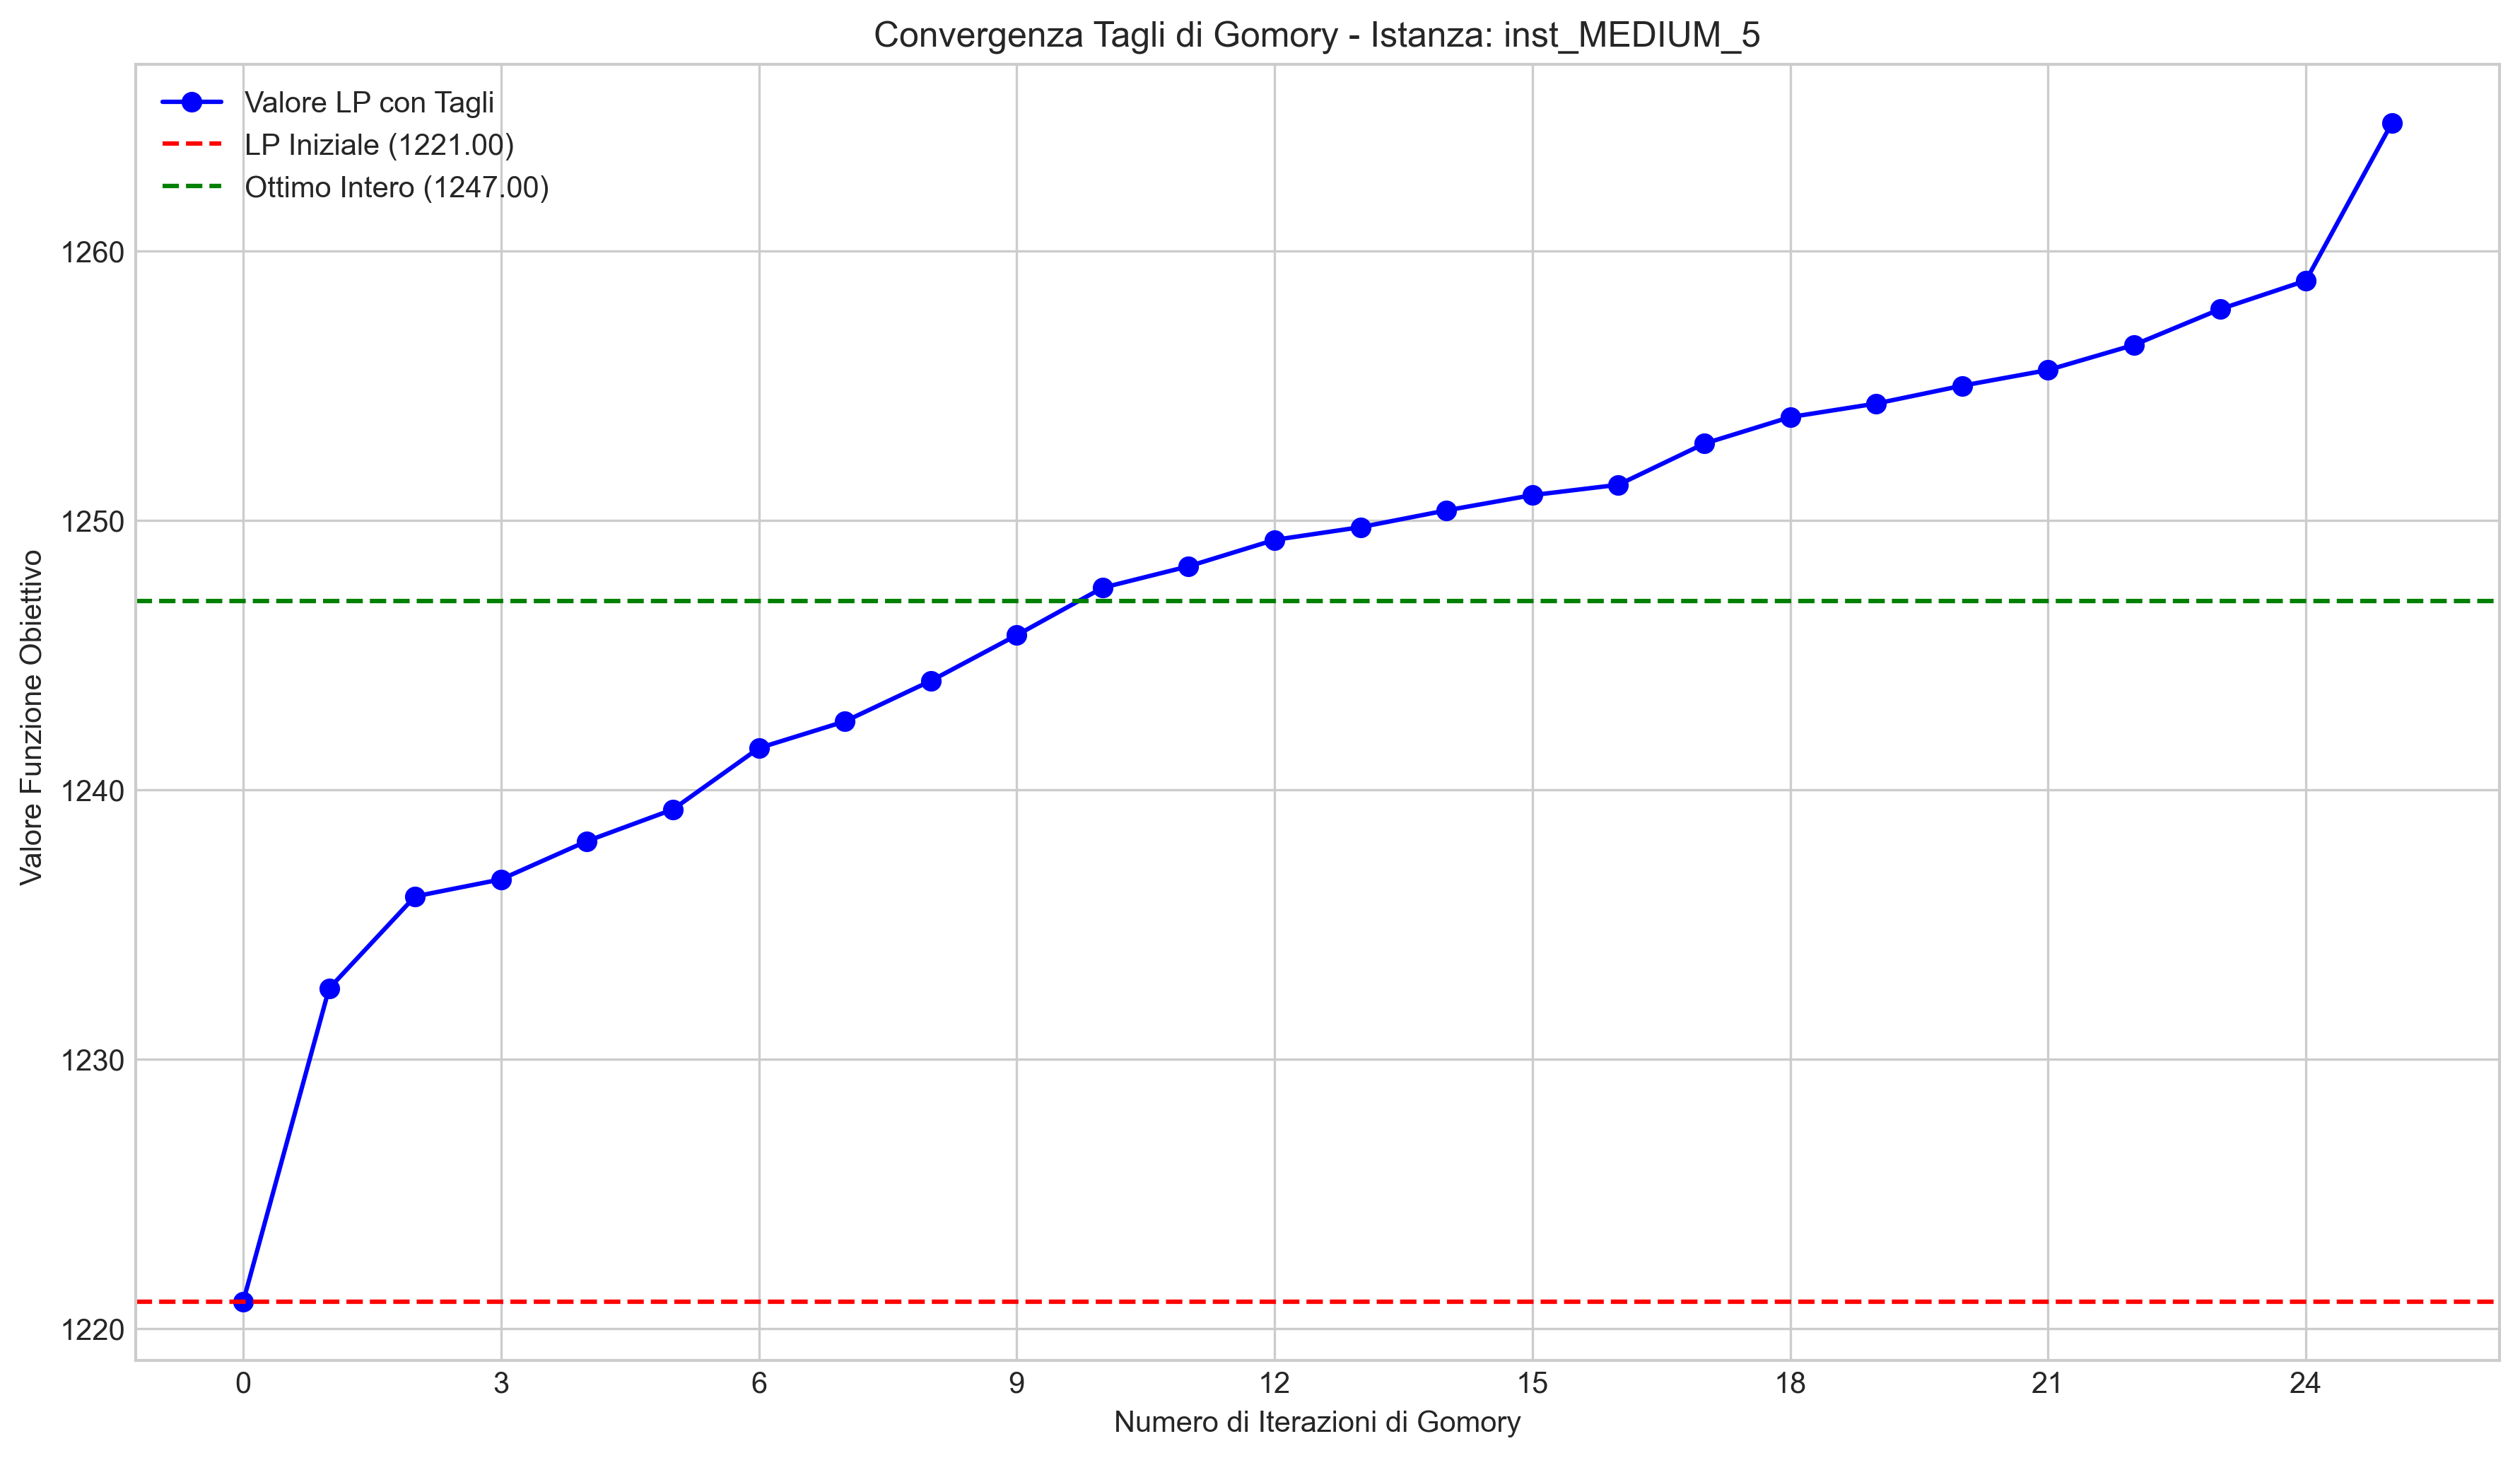 Convergenza Tagli di Gomory - Istanza: inst_MEDIUM_5
Valore LP con Tagli
LP Iniziale (1221.00)
Ottimo Intero (1247.00)
1260
1250
1240
1230
1220
Valore Funzione Obiettivo
0 3 6 9 12 15 18 21 24
Numero di Iterazioni di Gomory